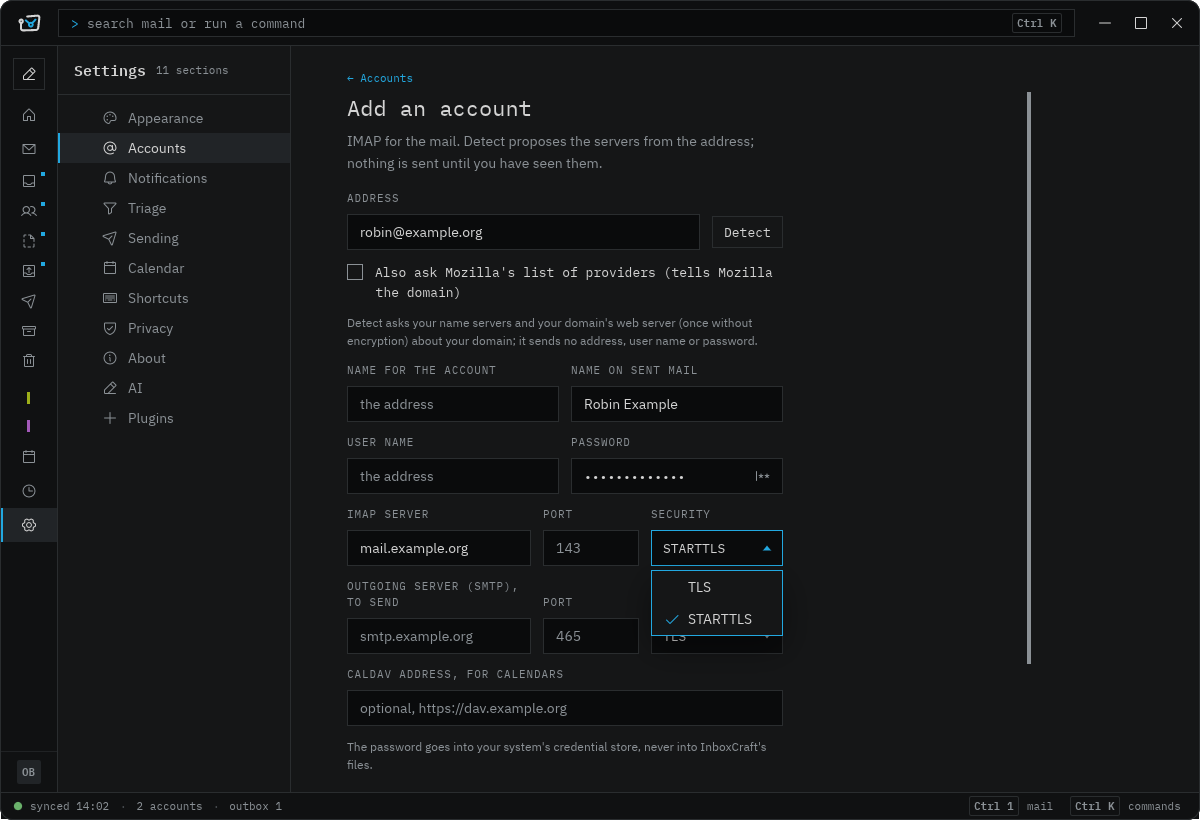 > search mail or run a command Ctrl K
Settings 11 sections
Appearance
Accounts
Notifications
Triage
Sending
Calendar
Shortcuts
Privacy
About
AI
Plugins
← Accounts
Add an account
IMAP for the mail. Detect proposes the servers from the address;
nothing is sent until you have seen them.
ADDRESS
robin@example.org Detect
Also ask Mozilla's list of providers (tells Mozilla
the domain)
Detect asks your name servers and your domain's web server (once without
encryption) about your domain; it sends no address, user name or password.
NAME FOR THE ACCOUNT NAME ON SENT MAIL
the address Robin Example
USER NAME PASSWORD
the address ••••••••••••• |**
IMAP SERVER PORT SECURITY
mail.example.org 143 STARTTLS
TLS
STARTTLS
OUTGOING SERVER (SMTP),
TO SEND PORT
smtp.example.org 465 TLS
CALDAV ADDRESS, FOR CALENDARS
optional, https://dav.example.org
The password goes into your system's credential store, never into InboxCraft's
files.
OB
synced 14:02 · 2 accounts · outbox 1 Ctrl 1 mail Ctrl K commands